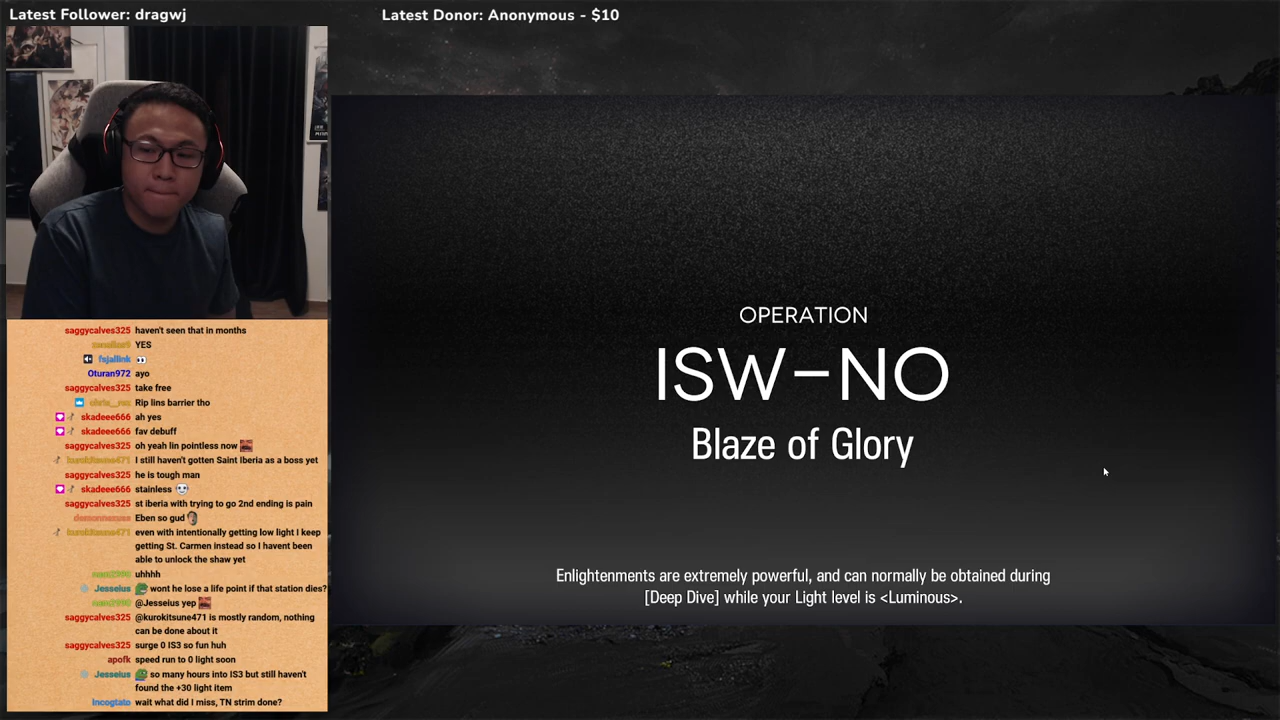 Latest Follower: dragwj
Latest Donor: Anonymous - $10
saggycalves325 haven't seen that in months
YES
fsjallink
Oturan972 ayo
saggycalves325 take free
Rip lins barrier tho
skadeee666 ah yes
skadeee666 fav debuff
saggycalves325 oh yeah lin pointless now
kurokitsune471 I still haven't gotten Saint Iberia as a boss yet
saggycalves325 he is tough man
skadeee666 stainless
saggycalves325 st iberia with trying to go 2nd ending is pain
Eben so gud
kurokitsune471 even with intentionally getting low light I keep
getting St. Carmen instead so I havent been
able to unlock the shaw yet
uhhhh
Jesseius wont he lose a life point if that station dies?
@Jesseius yep
saggycalves325 @kurokitsune471 is mostly random, nothing
can be done about it
saggycalves325 surge 0 IS3 so fun huh
apofk speed run to 0 light soon
Jesseius so many hours into IS3 but still haven't
found the +30 light item
Incogtato wait what did I miss, TN strim done?
OPERATION
ISW-NO
Blaze of Glory
Enlightenments are extremely powerful, and can normally be obtained during
[Deep Dive] while your Light level is <Luminous>.